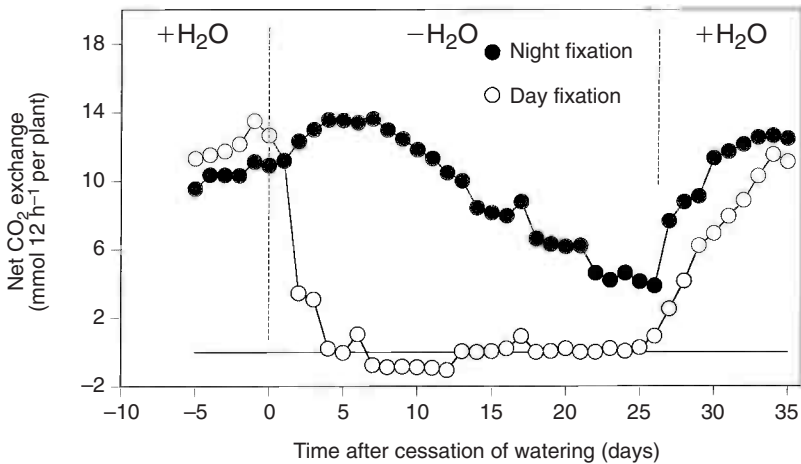 +H₂O −H₂O +H₂O
Night fixation
Day fixation
18
14
10
6
2
−2
Net CO₂ exchange
(mmol 12 h⁻¹ per plant)
−10 −5 0 5 10 15 20 25 30 35
Time after cessation of watering (days)